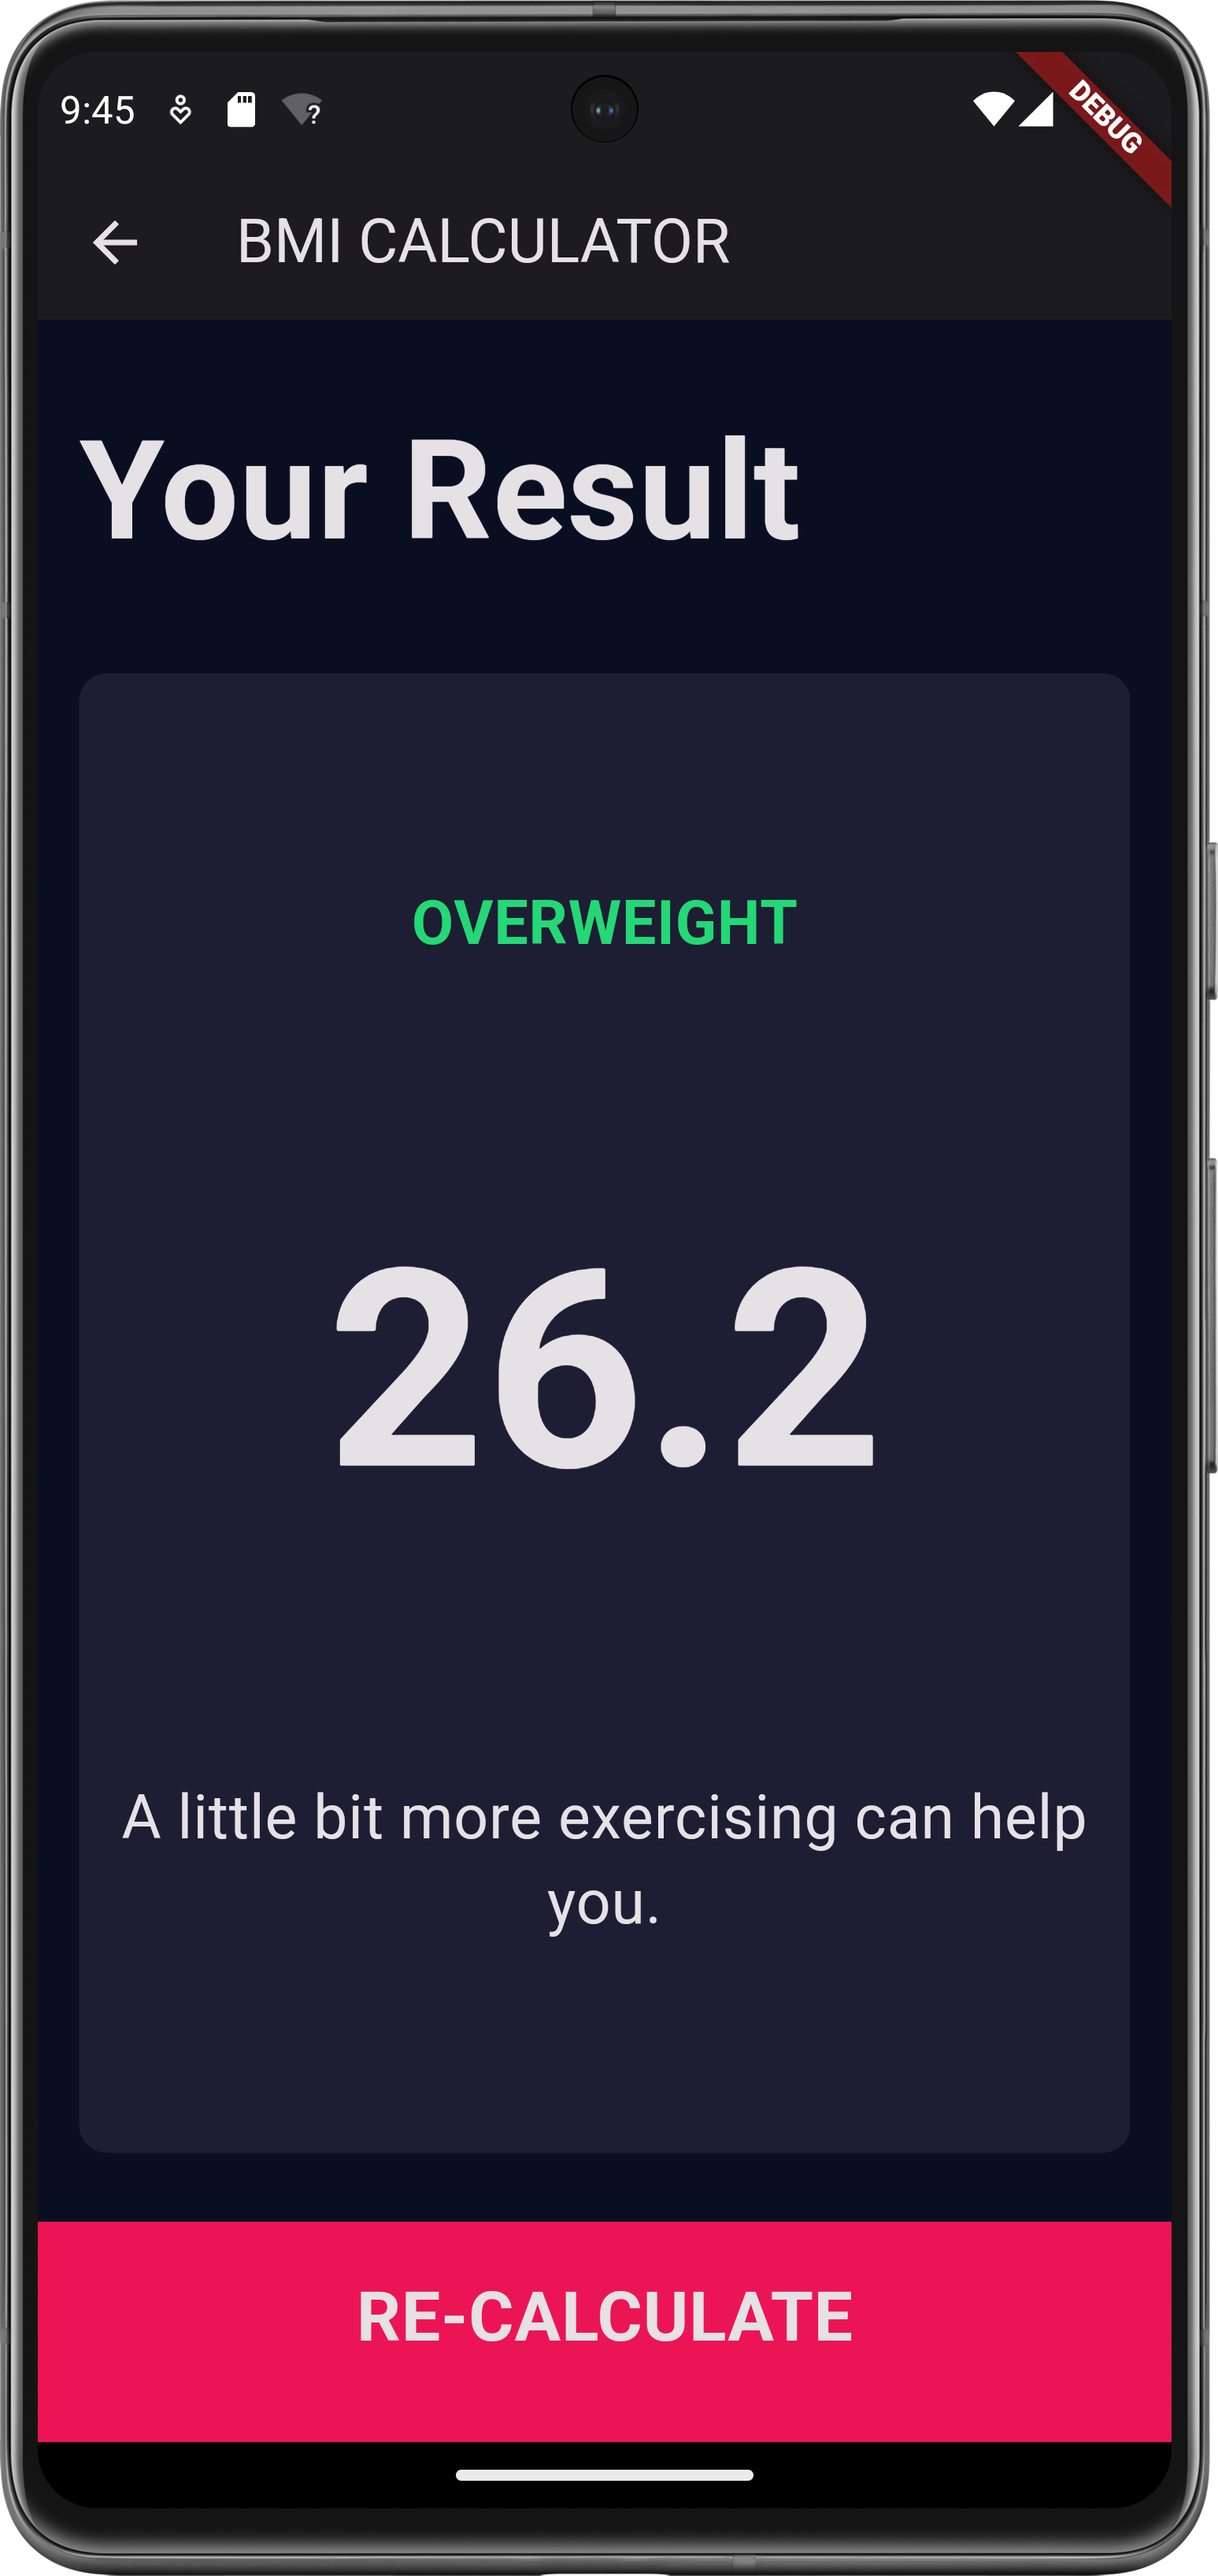 9:45
DEBUG
BMI CALCULATOR
Your Result
OVERWEIGHT
26.2
A little bit more exercising can help
you.
RE-CALCULATE